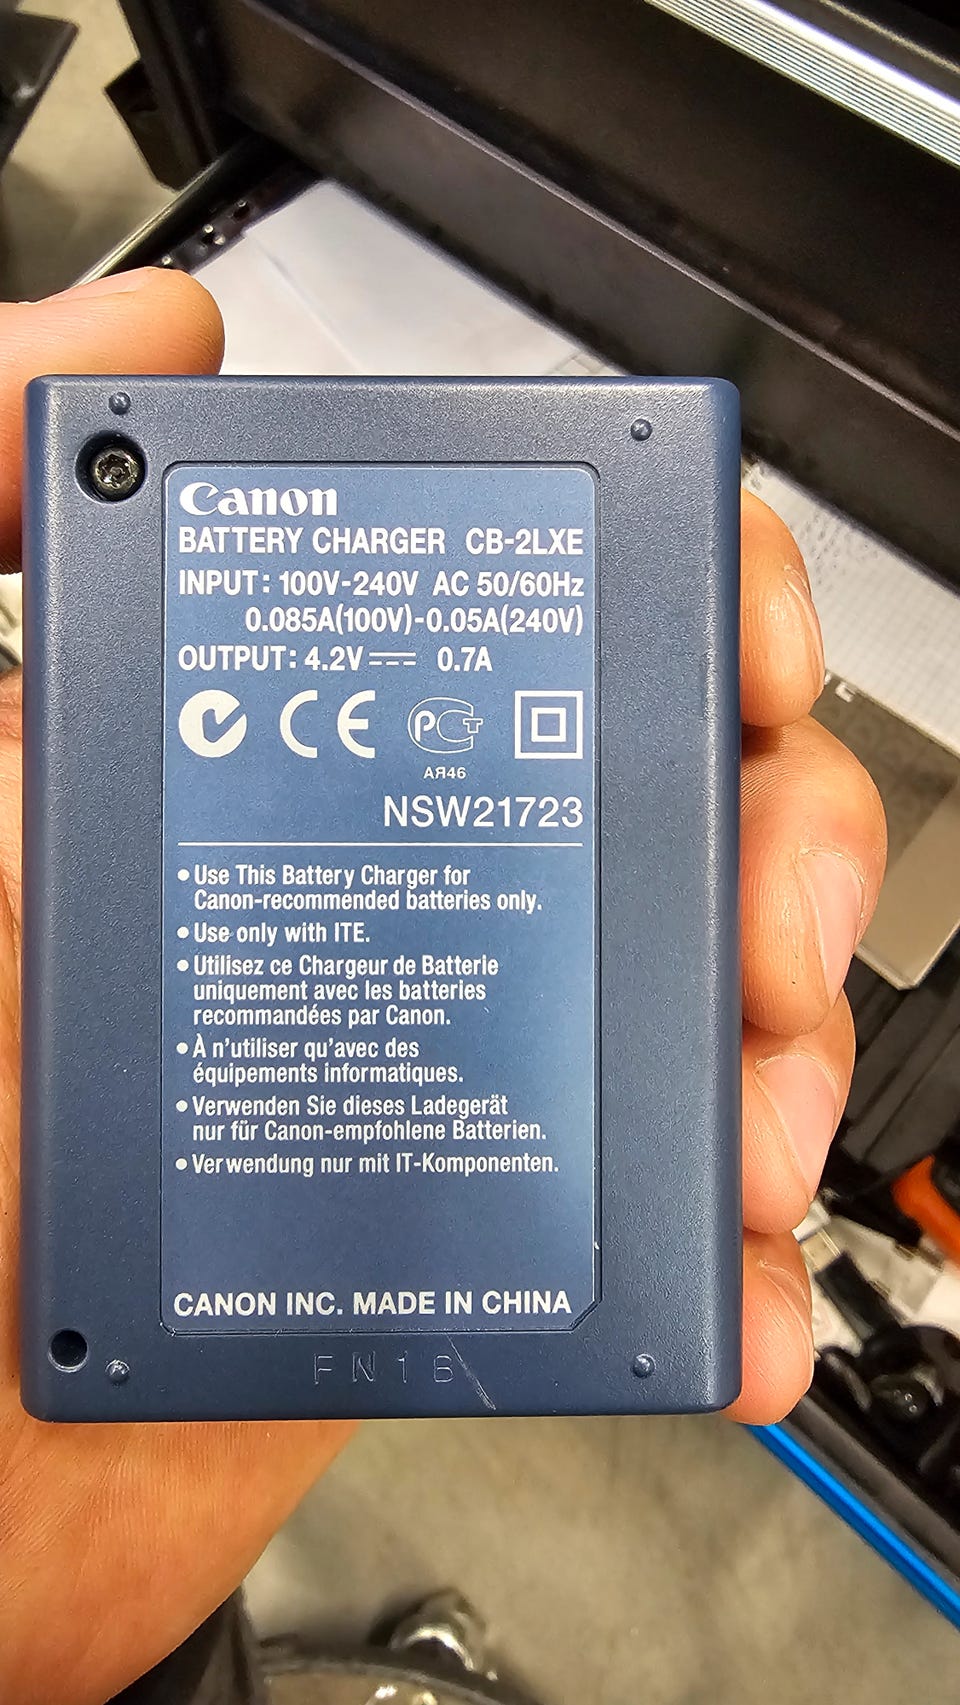 Canon
BATTERY CHARGER CB-2LXE
INPUT: 100V-240V AC 50/60Hz
0.085A(100V)-0.05A(240V)
OUTPUT: 4.2V⎓ 0.7A
CE PCT
АЯ46
NSW21723
• Use This Battery Charger for
Canon-recommended batteries only.
• Use only with ITE.
• Utilisez ce Chargeur de Batterie
uniquement avec les batteries
recommandées par Canon.
• À n'utiliser qu'avec des
équipements informatiques.
• Verwenden Sie dieses Ladegerät
nur für Canon-empfohlene Batterien.
• Verwendung nur mit IT-Komponenten.
CANON INC. MADE IN CHINA
FN16